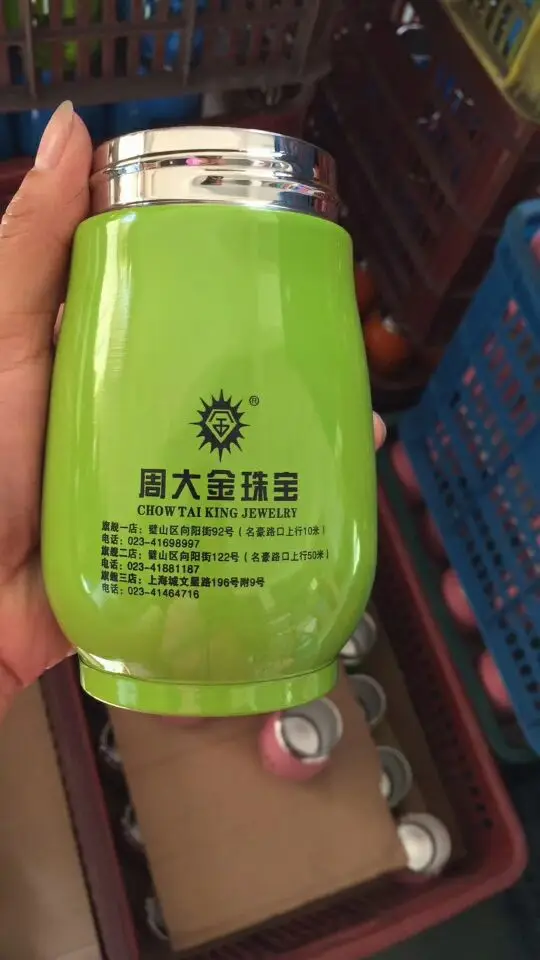 金
®
周大金珠宝
CHOW TAI KING JEWELRY
旗舰一店：璧山区向阳街92号（名豪路口上行10米）
电话：023-41698997
旗舰二店：璧山区向阳街122号（名豪路口上行50米）
电话：023-41881187
旗舰三店：上海城文星路196号附9号
电话：023-41464716